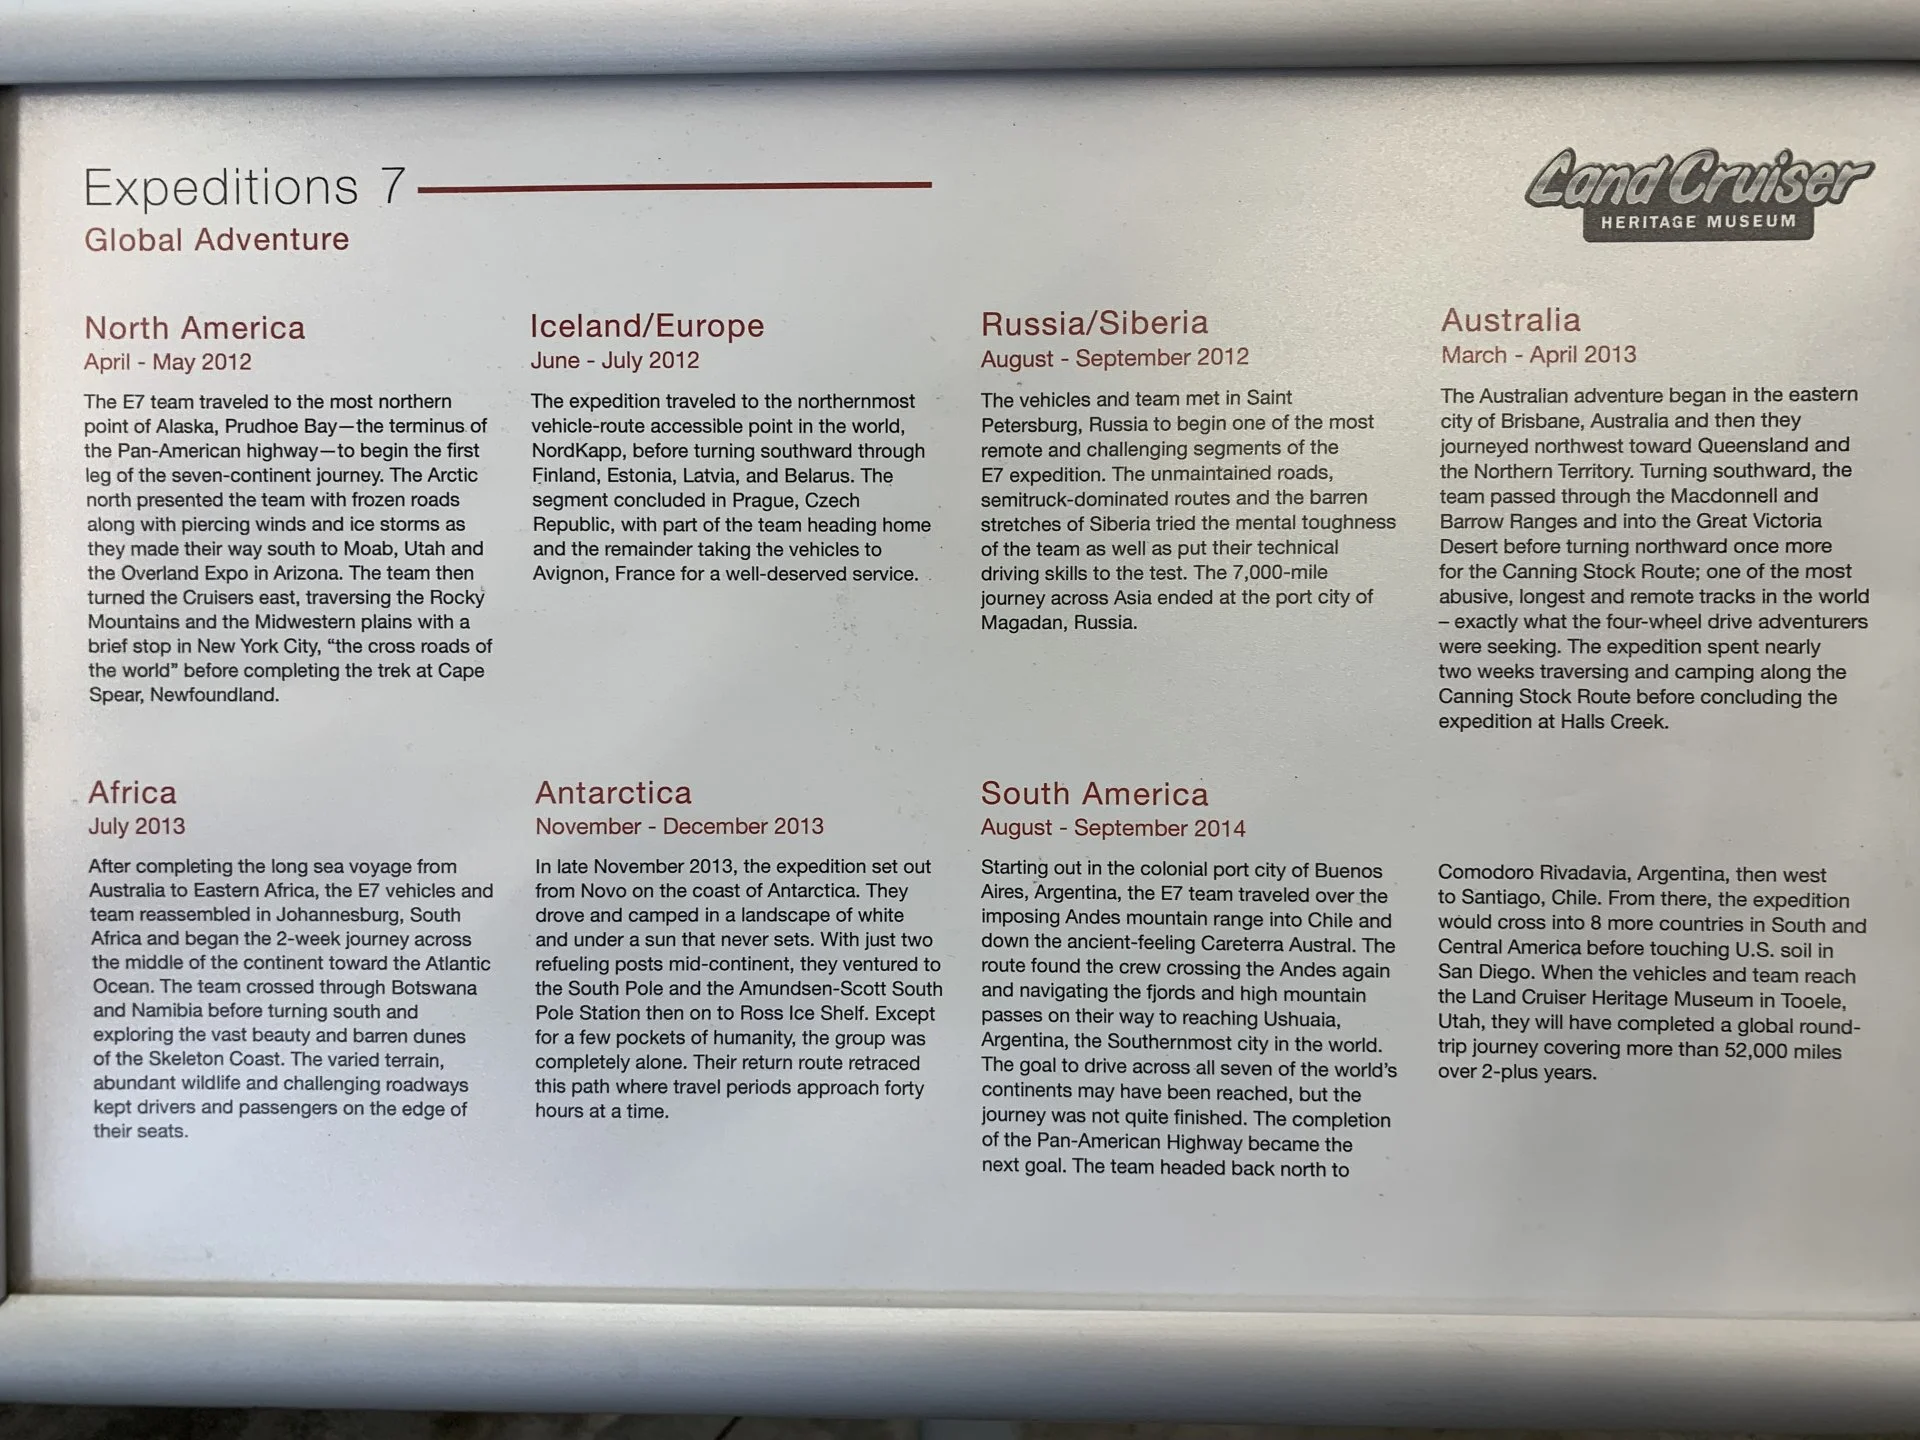 Expeditions 7
Global Adventure
Land Cruiser
HERITAGE MUSEUM
North America
April - May 2012
The E7 team traveled to the most northern
point of Alaska, Prudhoe Bay—the terminus of
the Pan-American highway—to begin the first
leg of the seven-continent journey. The Arctic
north presented the team with frozen roads
along with piercing winds and ice storms as
they made their way south to Moab, Utah and
the Overland Expo in Arizona. The team then
turned the Cruisers east, traversing the Rocky
Mountains and the Midwestern plains with a
brief stop in New York City, “the cross roads of
the world” before completing the trek at Cape
Spear, Newfoundland.
Iceland/Europe
June - July 2012
The expedition traveled to the northernmost
vehicle-route accessible point in the world,
NordKapp, before turning southward through
Finland, Estonia, Latvia, and Belarus. The
segment concluded in Prague, Czech
Republic, with part of the team heading home
and the remainder taking the vehicles to
Avignon, France for a well-deserved service.
Russia/Siberia
August - September 2012
The vehicles and team met in Saint
Petersburg, Russia to begin one of the most
remote and challenging segments of the
E7 expedition. The unmaintained roads,
semitruck-dominated routes and the barren
stretches of Siberia tried the mental toughness
of the team as well as put their technical
driving skills to the test. The 7,000-mile
journey across Asia ended at the port city of
Magadan, Russia.
Australia
March - April 2013
The Australian adventure began in the eastern
city of Brisbane, Australia and then they
journeyed northwest toward Queensland and
the Northern Territory. Turning southward, the
team passed through the Macdonnell and
Barrow Ranges and into the Great Victoria
Desert before turning northward once more
for the Canning Stock Route; one of the most
abusive, longest and remote tracks in the world
– exactly what the four-wheel drive adventurers
were seeking. The expedition spent nearly
two weeks traversing and camping along the
Canning Stock Route before concluding the
expedition at Halls Creek.
Africa
July 2013
After completing the long sea voyage from
Australia to Eastern Africa, the E7 vehicles and
team reassembled in Johannesburg, South
Africa and began the 2-week journey across
the middle of the continent toward the Atlantic
Ocean. The team crossed through Botswana
and Namibia before turning south and
exploring the vast beauty and barren dunes
of the Skeleton Coast. The varied terrain,
abundant wildlife and challenging roadways
kept drivers and passengers on the edge of
their seats.
Antarctica
November - December 2013
In late November 2013, the expedition set out
from Novo on the coast of Antarctica. They
drove and camped in a landscape of white
and under a sun that never sets. With just two
refueling posts mid-continent, they ventured to
the South Pole and the Amundsen-Scott South
Pole Station then on to Ross Ice Shelf. Except
for a few pockets of humanity, the group was
completely alone. Their return route retraced
this path where travel periods approach forty
hours at a time.
South America
August - September 2014
Starting out in the colonial port city of Buenos
Aires, Argentina, the E7 team traveled over the
imposing Andes mountain range into Chile and
down the ancient-feeling Careterra Austral. The
route found the crew crossing the Andes again
and navigating the fjords and high mountain
passes on their way to reaching Ushuaia,
Argentina, the Southernmost city in the world.
The goal to drive across all seven of the world’s
continents may have been reached, but the
journey was not quite finished. The completion
of the Pan-American Highway became the
next goal. The team headed back north to
Comodoro Rivadavia, Argentina, then west
to Santiago, Chile. From there, the expedition
would cross into 8 more countries in South and
Central America before touching U.S. soil in
San Diego. When the vehicles and team reach
the Land Cruiser Heritage Museum in Tooele,
Utah, they will have completed a global round-
trip journey covering more than 52,000 miles
over 2-plus years.